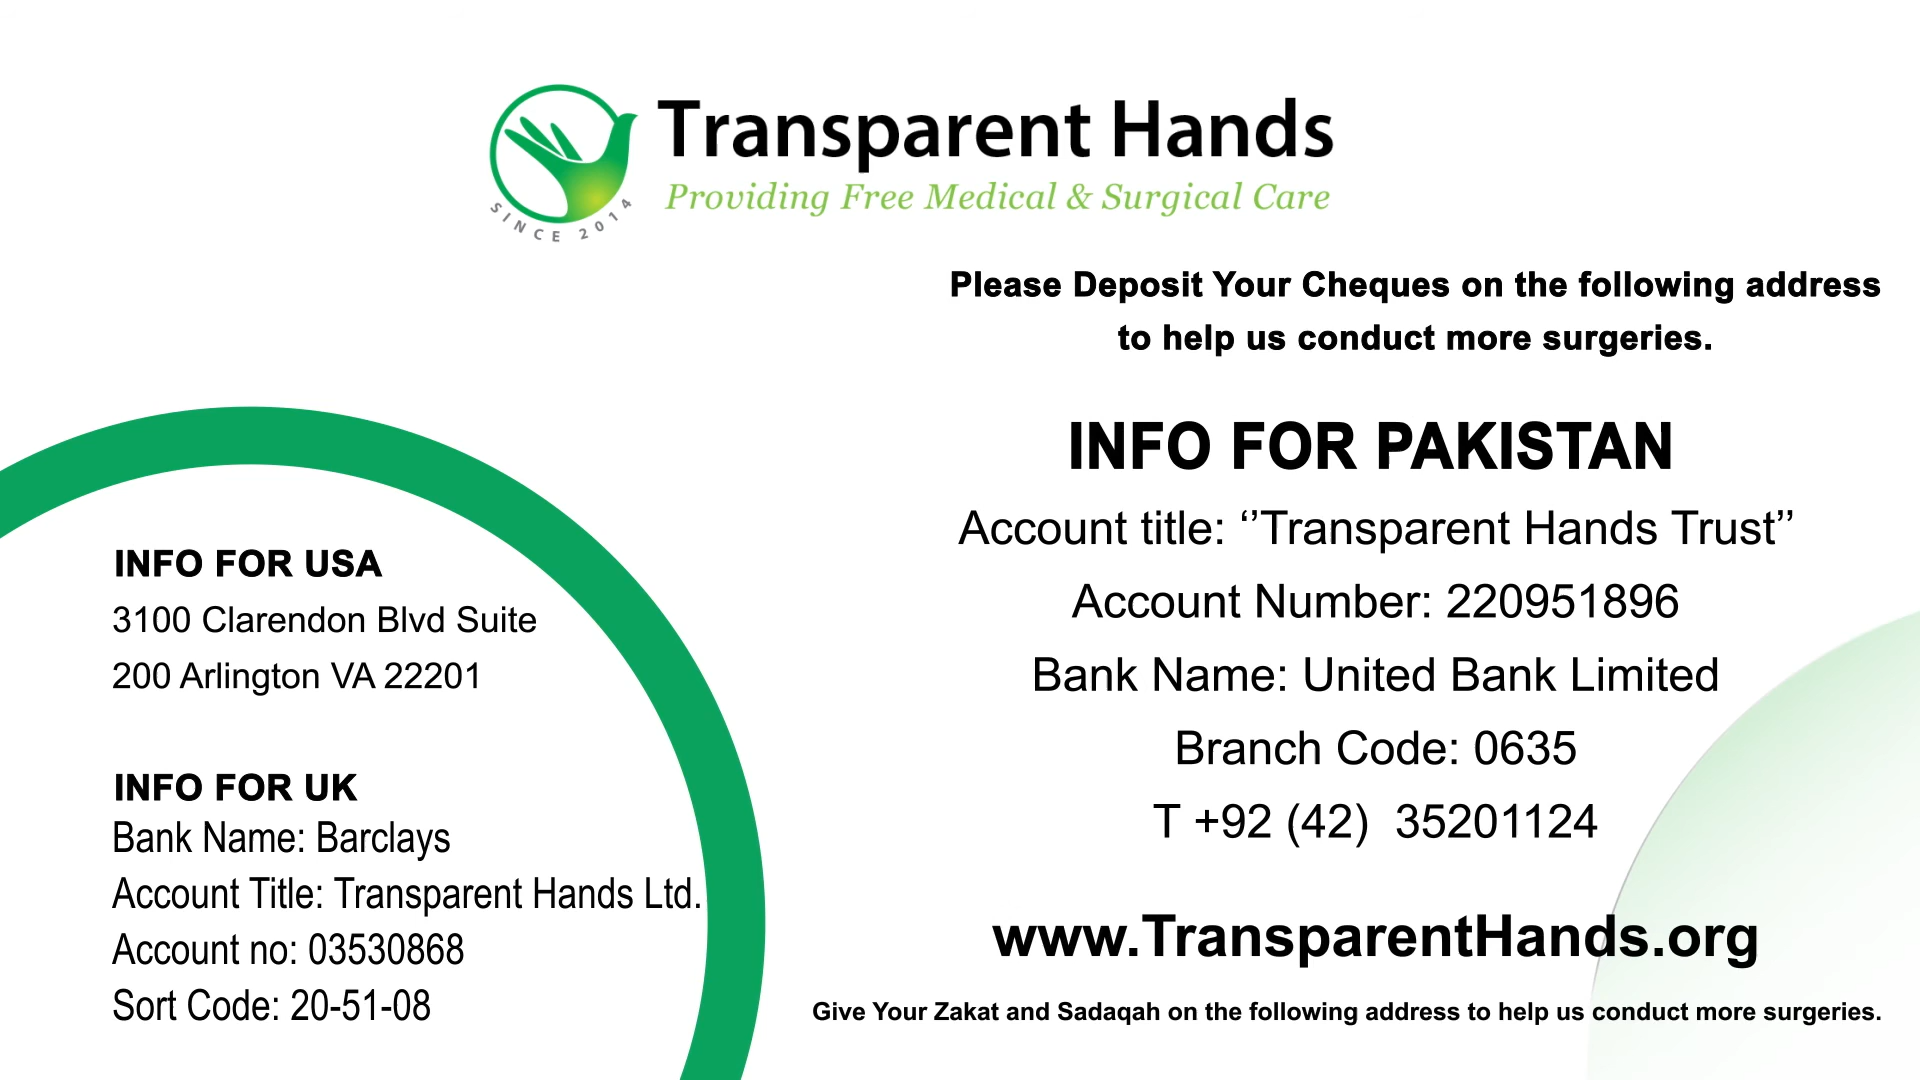 Transparent Hands
Providing Free Medical & Surgical Care
SINCE 2014
Please Deposit Your Cheques on the following address
to help us conduct more surgeries.
INFO FOR PAKISTAN
Account title: ‘’Transparent Hands Trust’’
Account Number: 220951896
Bank Name: United Bank Limited
Branch Code: 0635
T +92 (42)  35201124
www.TransparentHands.org
Give Your Zakat and Sadaqah on the following address to help us conduct more surgeries.
INFO FOR USA
3100 Clarendon Blvd Suite
200 Arlington VA 22201
INFO FOR UK
Bank Name: Barclays
Account Title: Transparent Hands Ltd.
Account no: 03530868
Sort Code: 20-51-08